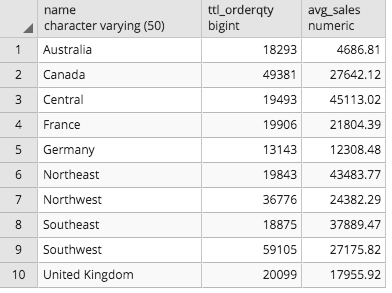 name ttl_orderqty avg_sales
character varying (50) bigint numeric
1 Australia 18293 4686.81
2 Canada 49381 27642.12
3 Central 19493 45113.02
4 France 19906 21804.39
5 Germany 13143 12308.48
6 Northeast 19843 43483.77
7 Northwest 36776 24382.29
8 Southeast 18875 37889.47
9 Southwest 59105 27175.82
10 United Kingdom 20099 17955.92